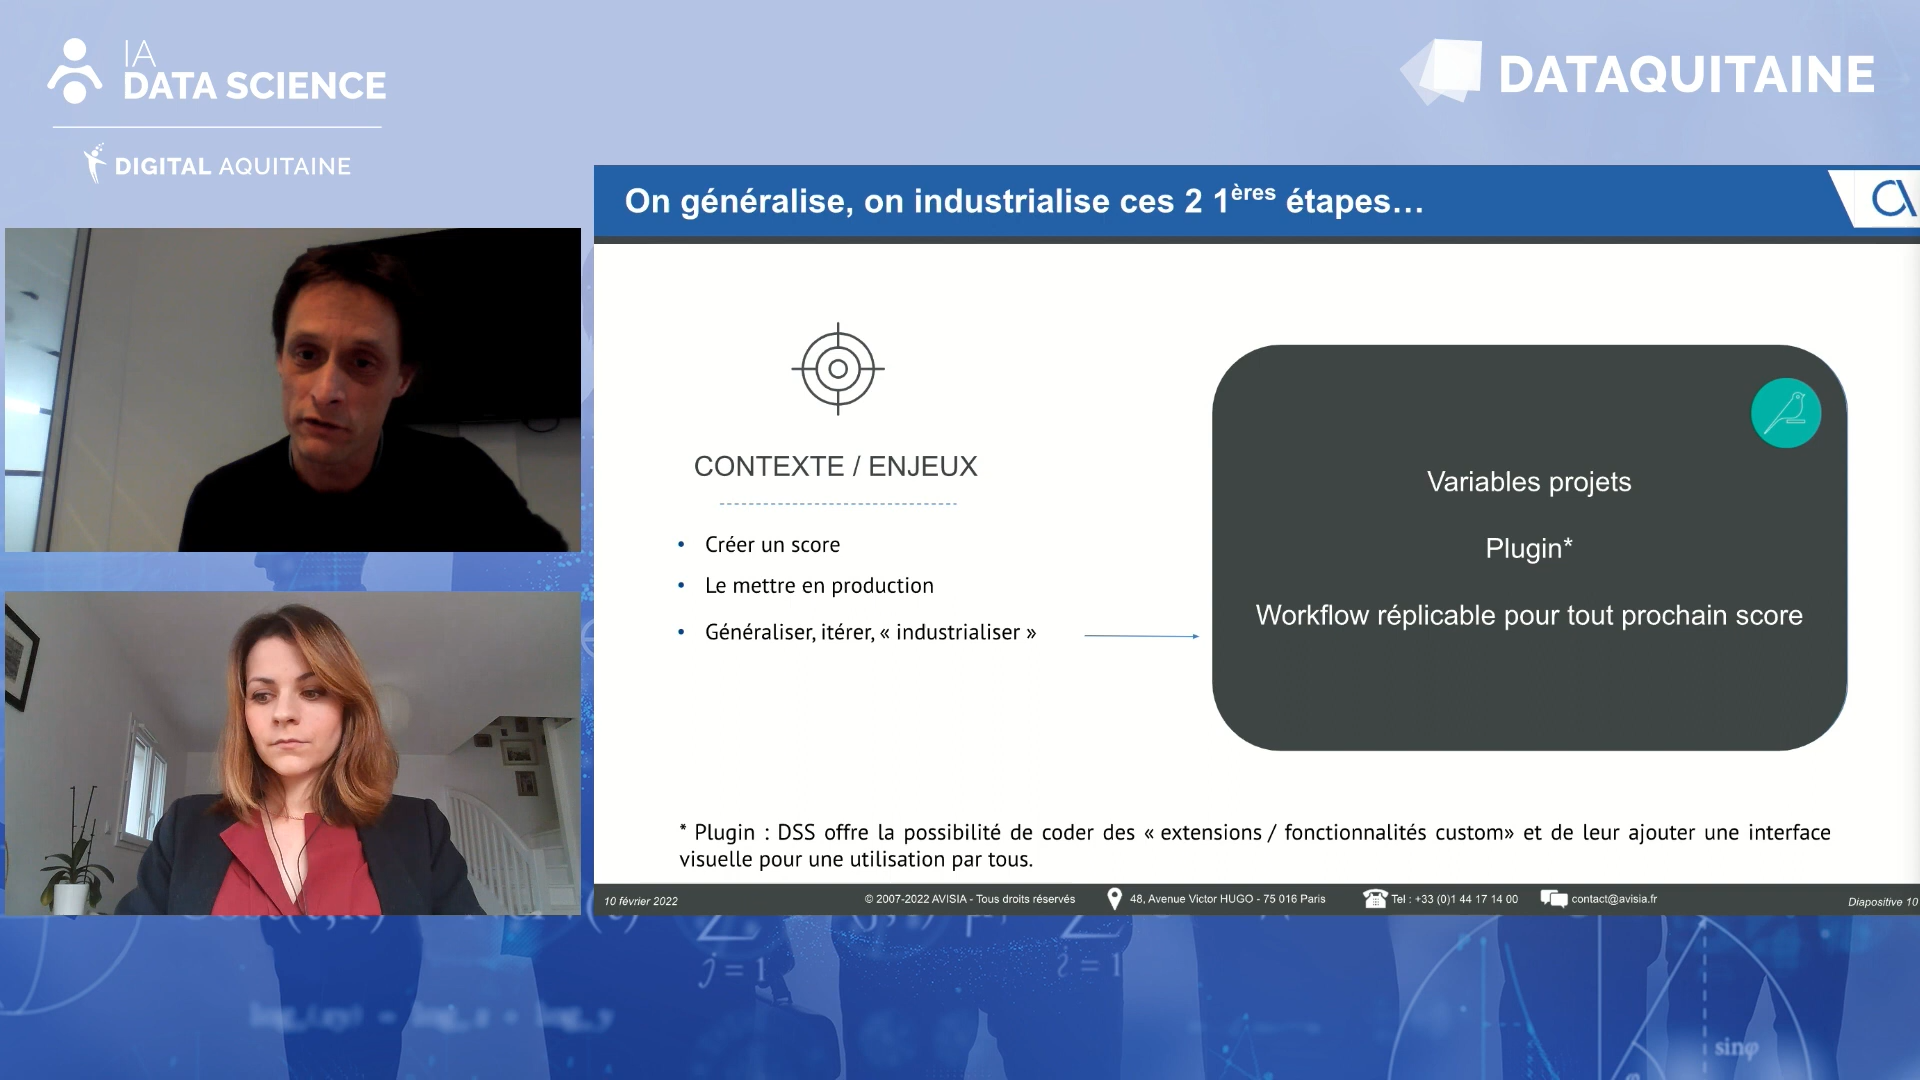 IA
DATA SCIENCE
DIGITAL AQUITAINE
DATAQUITAINE
On généralise, on industrialise ces 2 1ères étapes...
CONTEXTE / ENJEUX
• Créer un score
• Le mettre en production
• Généraliser, itérer, « industrialiser »
Variables projets
Plugin*
Workflow réplicable pour tout prochain score
* Plugin : DSS offre la possibilité de coder des « extensions / fonctionnalités custom» et de leur ajouter une interface
visuelle pour une utilisation par tous.
10 février 2022
© 2007-2022 AVISIA - Tous droits réservés
48, Avenue Victor HUGO - 75 016 Paris
Tel : +33 (0)1 44 17 14 00
contact@avisia.fr
Diapositive 10
j = 1
i = 1
sinφ